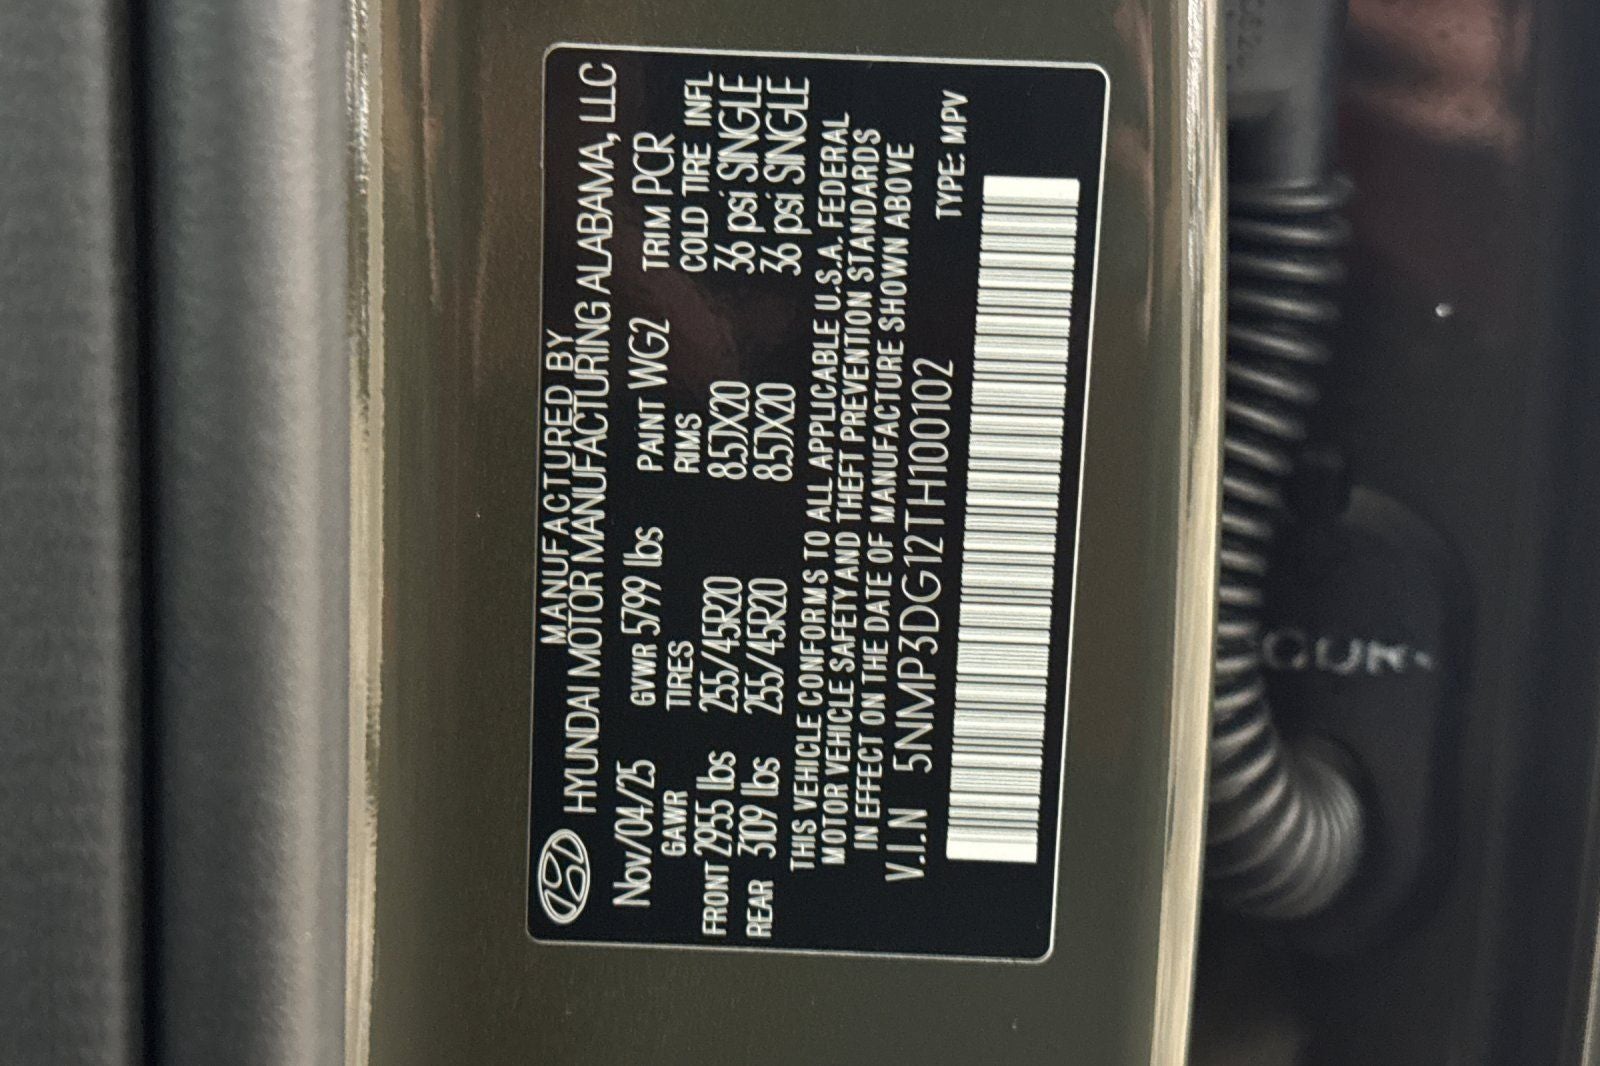 MANUFACTURED BY
HYUNDAI MOTOR MANUFACTURING ALABAMA, LLC
Nov/04/25 GVWR 5799 lbs PAINT WG2 TRIM PCR
GAWR TIRES RIMS COLD TIRE INFL
FRONT 2955 lbs 255/45R20 8.5JX20 36 psi SINGLE
REAR 3109 lbs 255/45R20 8.5JX20 36 psi SINGLE
THIS VEHICLE CONFORMS TO ALL APPLICABLE U.S.A. FEDERAL
MOTOR VEHICLE SAFETY AND THEFT PREVENTION STANDARDS
IN EFFECT ON THE DATE OF MANUFACTURE SHOWN ABOVE
V.I.N 5NMP3DG12TH100102 TYPE: MPV